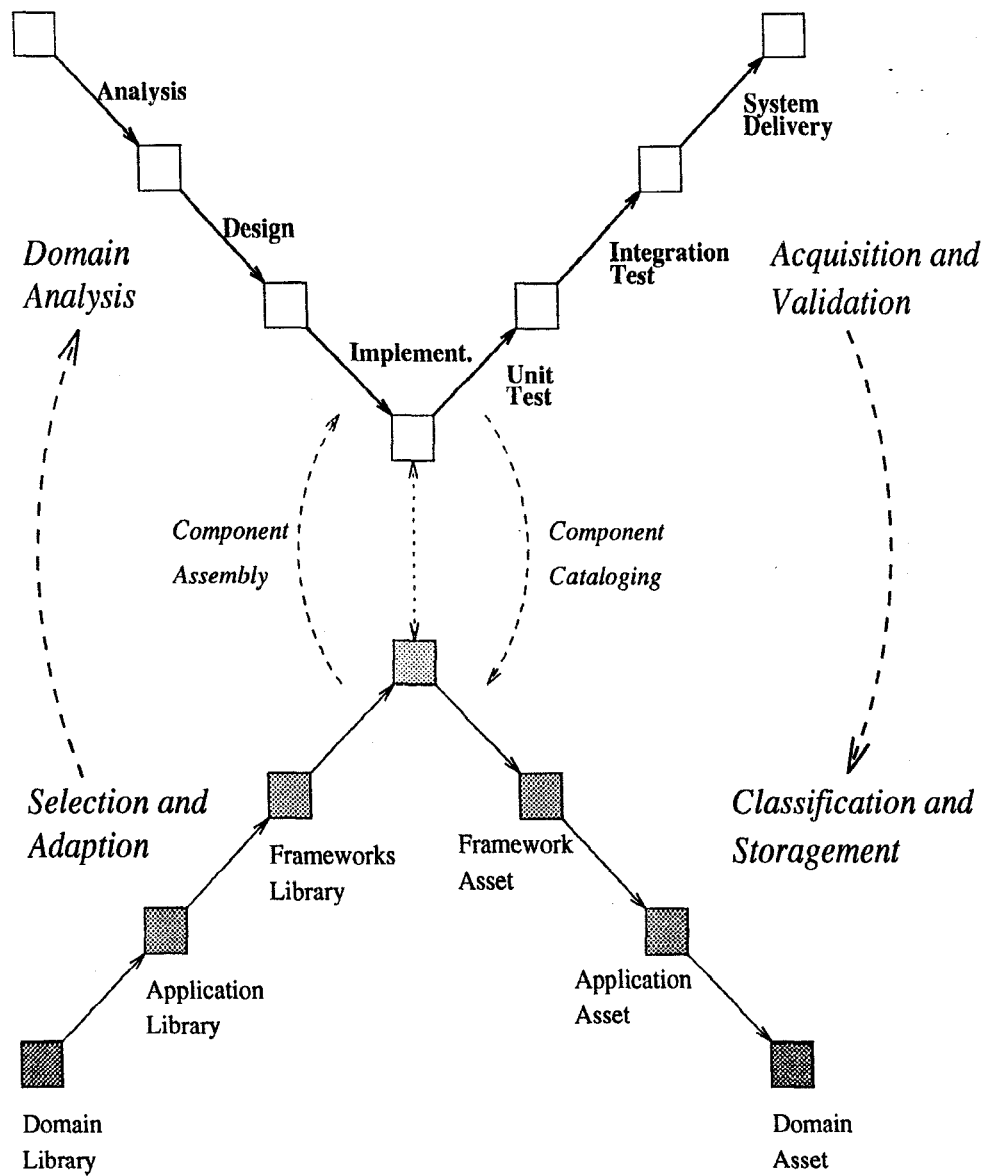 Analysis
System
Delivery
Design
Domain
Analysis
Integration
Test
Acquisition and
Validation
Implement.
Unit
Test
Component
Assembly
Component
Cataloging
Selection and
Adaption
Classification and
Storagement
Frameworks
Library
Framework
Asset
Application
Library
Application
Asset
Domain
Library
Domain
Asset